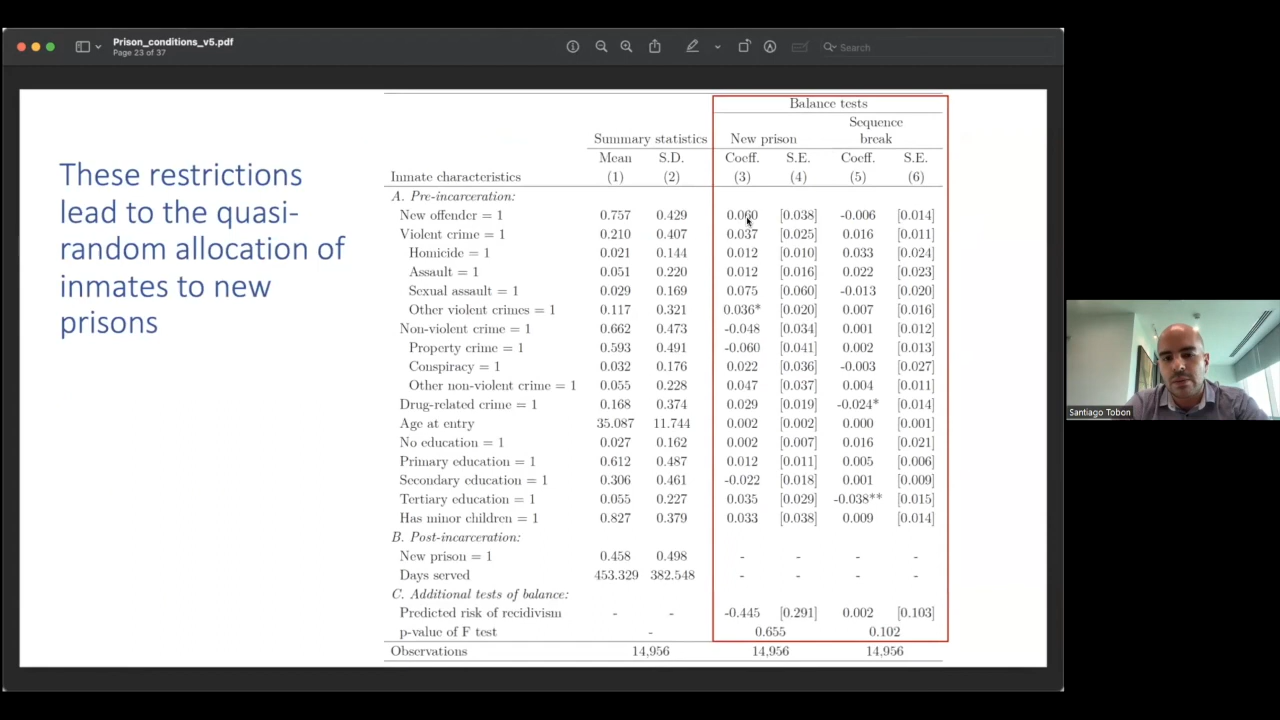 Prison_conditions_v5.pdf
Page 23 of 37
Search
These restrictions
lead to the quasi-
random allocation of
inmates to new
prisons
Balance tests
Sequence
Summary statistics New prison break
Mean S.D. Coeff. S.E. Coeff. S.E.
Inmate characteristics (1) (2) (3) (4) (5) (6)
A. Pre-incarceration:
New offender = 1 0.757 0.429 0.060 [0.038] -0.006 [0.014]
Violent crime = 1 0.210 0.407 0.037 [0.025] 0.016 [0.011]
Homicide = 1 0.021 0.144 0.012 [0.010] 0.033 [0.024]
Assault = 1 0.051 0.220 0.012 [0.016] 0.022 [0.023]
Sexual assault = 1 0.029 0.169 0.075 [0.060] -0.013 [0.020]
Other violent crimes = 1 0.117 0.321 0.036* [0.020] 0.007 [0.016]
Non-violent crime = 1 0.662 0.473 -0.048 [0.034] 0.001 [0.012]
Property crime = 1 0.593 0.491 -0.060 [0.041] 0.002 [0.013]
Conspiracy = 1 0.032 0.176 0.022 [0.036] -0.003 [0.027]
Other non-violent crime = 1 0.055 0.228 0.047 [0.037] 0.004 [0.011]
Drug-related crime = 1 0.168 0.374 0.029 [0.019] -0.024* [0.014]
Age at entry 35.087 11.744 0.002 [0.002] 0.000 [0.001]
No education = 1 0.027 0.162 0.002 [0.007] 0.016 [0.021]
Primary education = 1 0.612 0.487 0.012 [0.011] 0.005 [0.006]
Secondary education = 1 0.306 0.461 -0.022 [0.018] 0.001 [0.009]
Tertiary education = 1 0.055 0.227 0.035 [0.029] -0.038** [0.015]
Has minor children = 1 0.827 0.379 0.033 [0.038] 0.009 [0.014]
B. Post-incarceration:
New prison = 1 0.458 0.498 - - - -
Days served 453.329 382.548 - - - -
C. Additional tests of balance:
Predicted risk of recidivism - - -0.445 [0.291] 0.002 [0.103]
p-value of F test - 0.655 0.102
Observations 14,956 14,956 14,956
Santiago Tobon